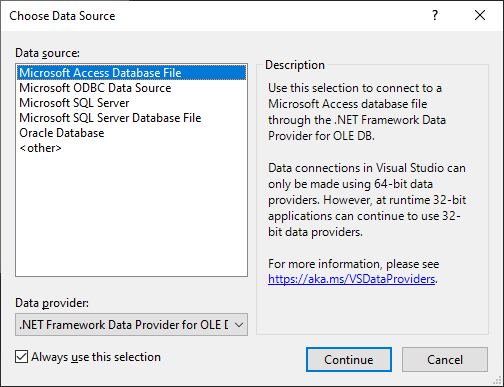 Choose Data Source
?
Data source:
Microsoft Access Database File
Microsoft ODBC Data Source
Microsoft SQL Server
Microsoft SQL Server Database File
Oracle Database
<other>
Description
Use this selection to connect to a
Microsoft Access database file
through the .NET Framework Data
Provider for OLE DB.
Data connections in Visual Studio can
only be made using 64-bit data
providers. However, at runtime 32-bit
applications can continue to use 32-
bit data providers.
For more information, please see
https://aka.ms/VSDataProviders.
Data provider:
.NET Framework Data Provider for OLE D
Always use this selection
Continue
Cancel